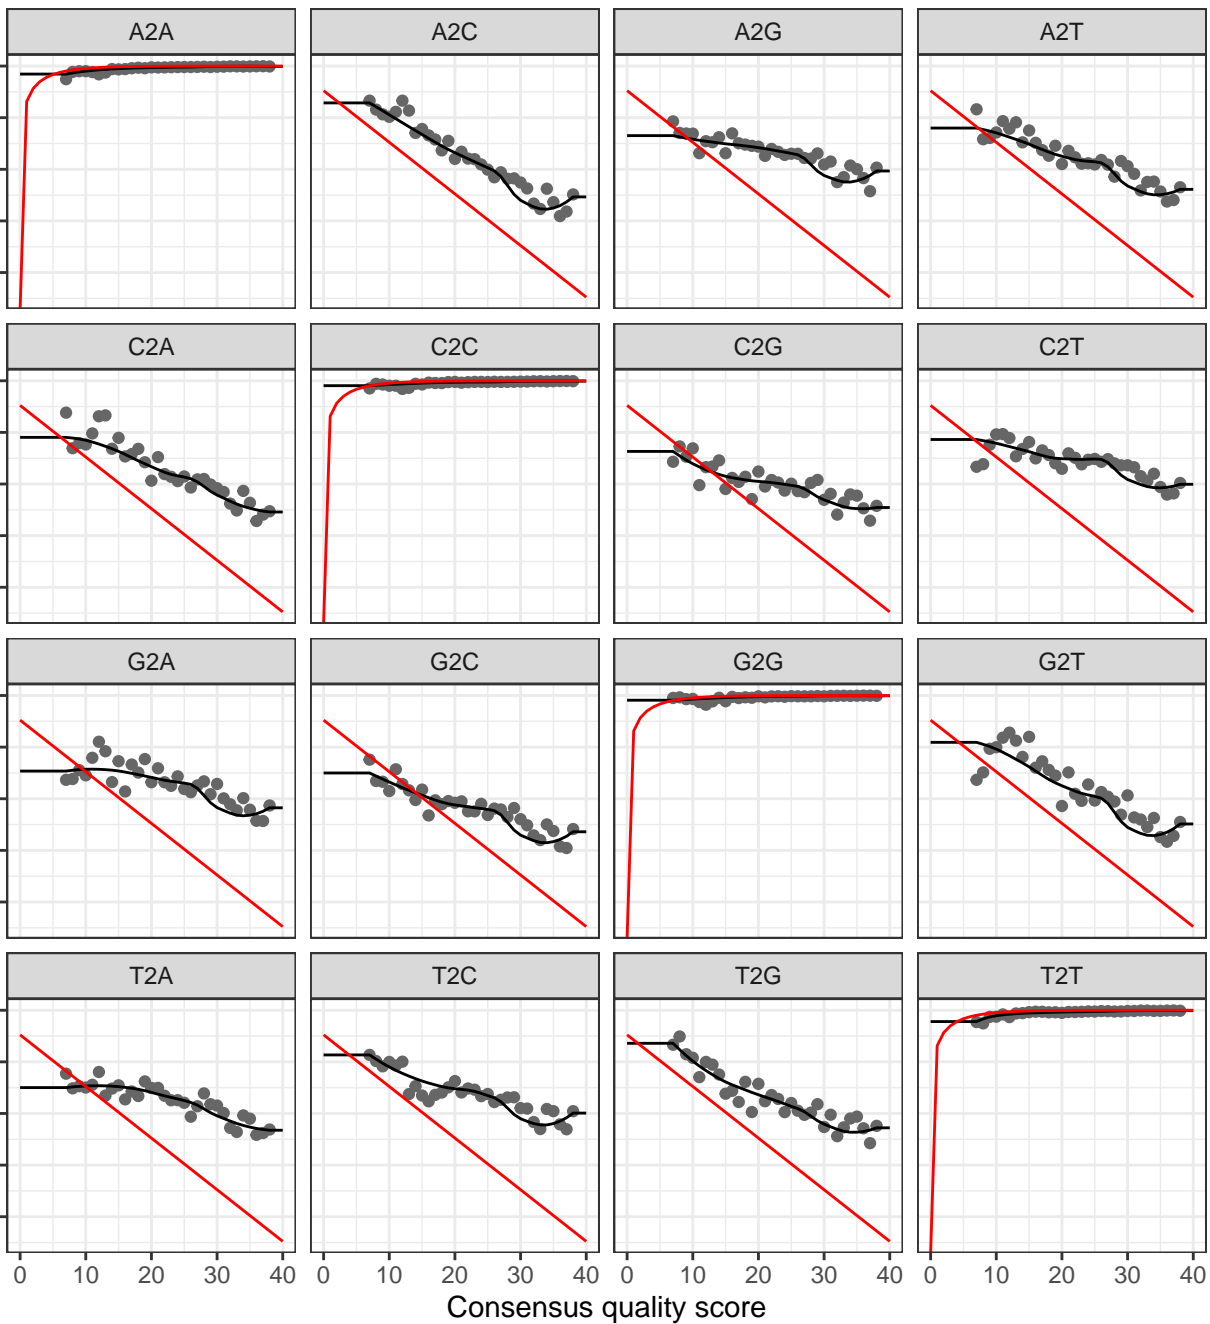 A2A A2C A2G A2T
C2A C2C C2G C2T
G2A G2C G2G G2T
T2A T2C T2G T2T
0 10 20 30 40 0 10 20 30 40 0 10 20 30 40 0 10 20 30 40
Consensus quality score